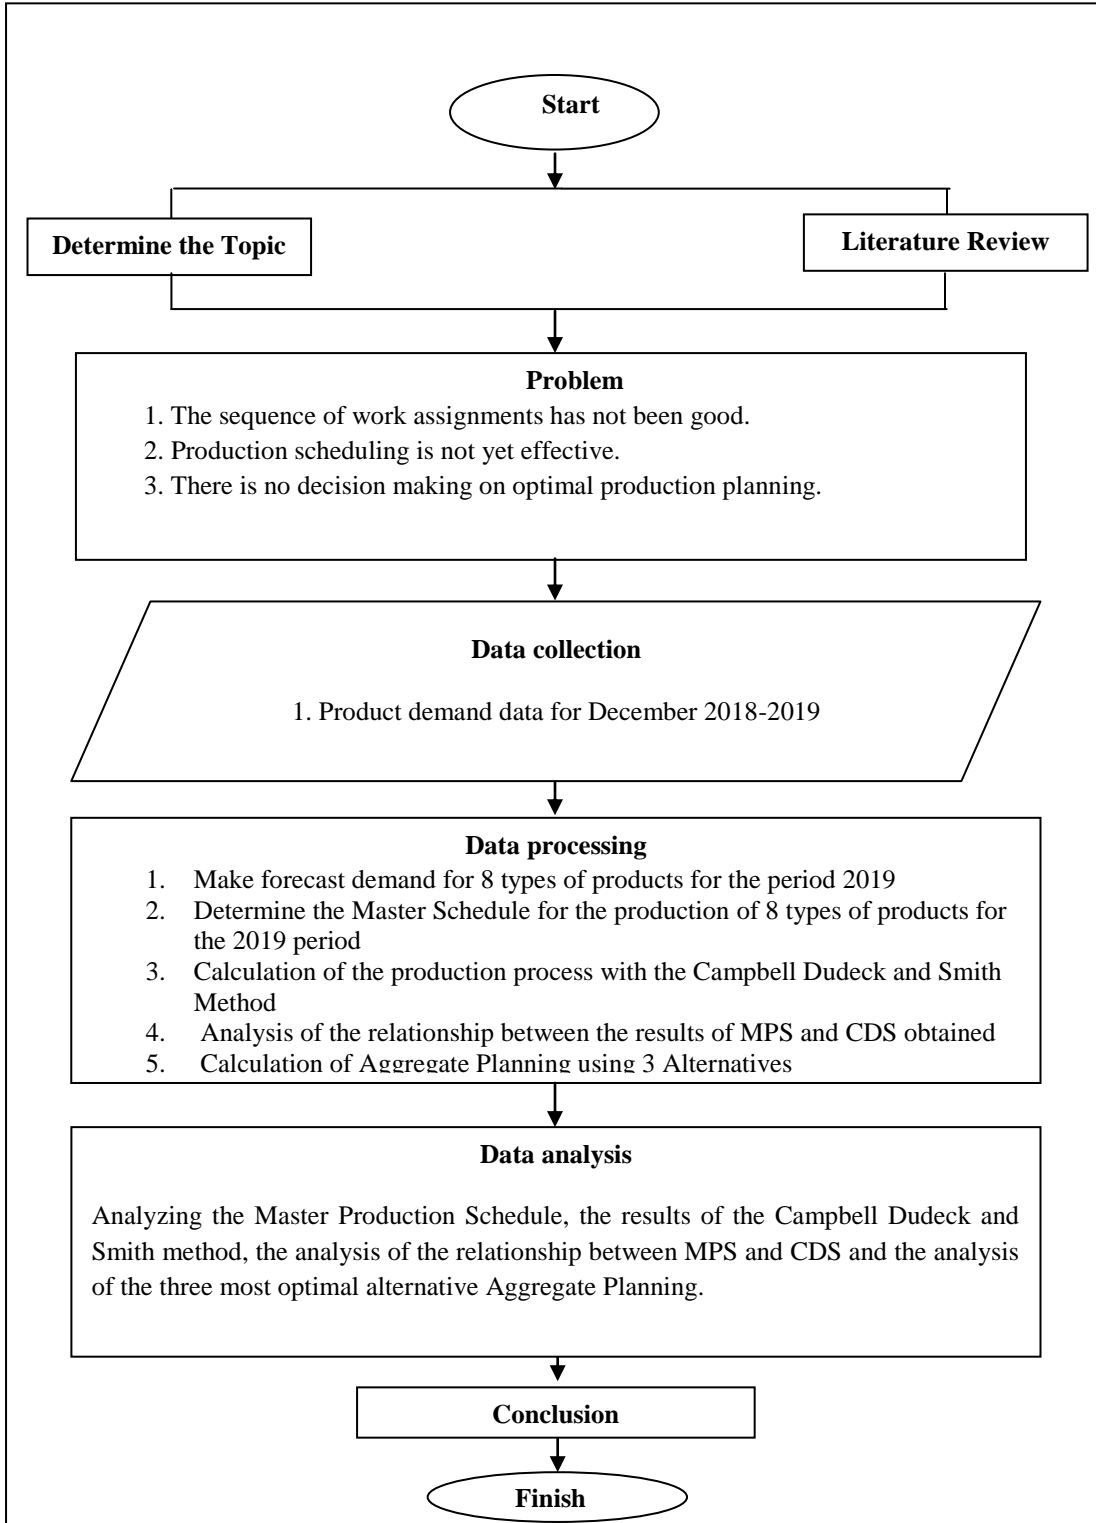 Start
Determine the Topic
Literature Review
Problem
1. The sequence of work assignments has not been good.
2. Production scheduling is not yet effective.
3. There is no decision making on optimal production planning.
Data collection
1. Product demand data for December 2018-2019
Data processing
1. Make forecast demand for 8 types of products for the period 2019
2. Determine the Master Schedule for the production of 8 types of products for
the 2019 period
3. Calculation of the production process with the Campbell Dudeck and Smith
Method
4. Analysis of the relationship between the results of MPS and CDS obtained
5. Calculation of Aggregate Planning using 3 Alternatives
Data analysis
Analyzing the Master Production Schedule, the results of the Campbell Dudeck and
Smith method, the analysis of the relationship between MPS and CDS and the analysis
of the three most optimal alternative Aggregate Planning.
Conclusion
Finish